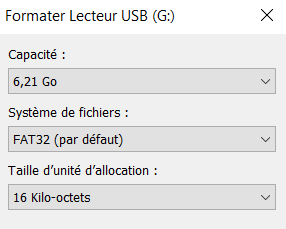 Formater Lecteur USB (G:)
Capacité :
6,21 Go
Système de fichiers :
FAT32 (par défaut)
Taille d’unité d’allocation :
16 Kilo-octets